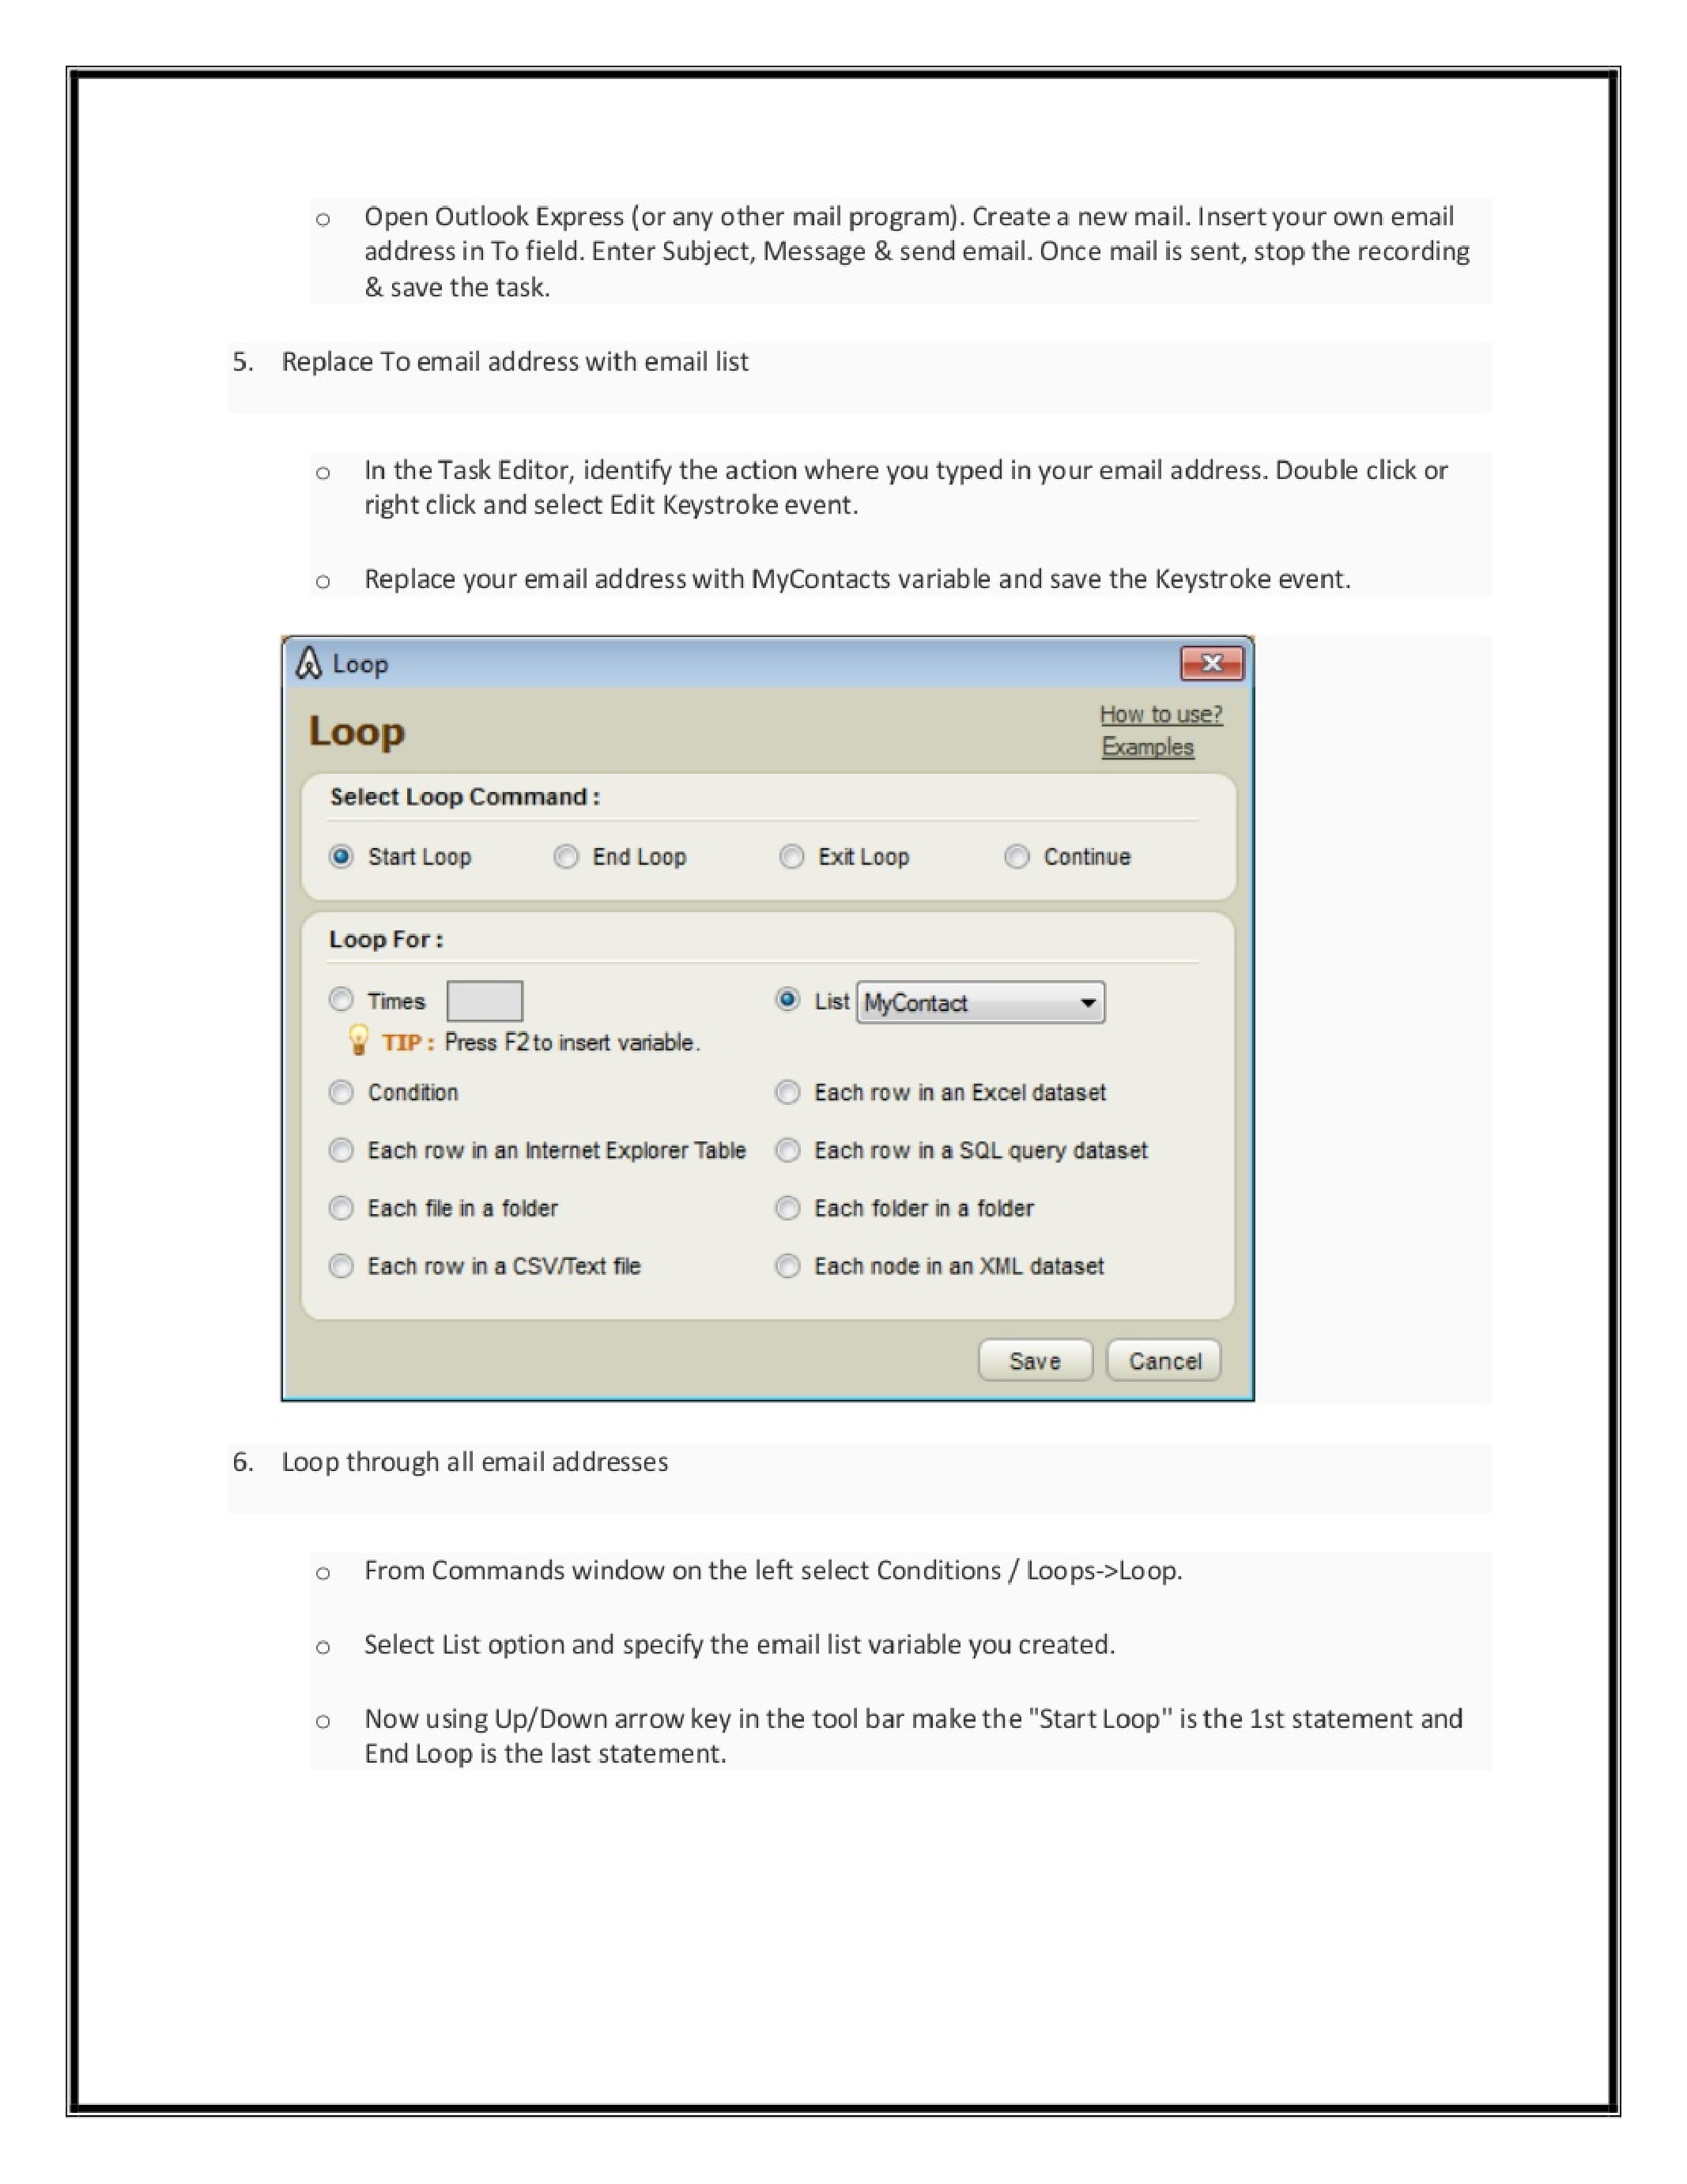 o Open Outlook Express (or any other mail program). Create a new mail. Insert your own email
address in To field. Enter Subject, Message & send email. Once mail is sent, stop the recording
& save the task.
5. Replace To email address with email list
o In the Task Editor, identify the action where you typed in your email address. Double click or
right click and select Edit Keystroke event.
o Replace your email address with MyContacts variable and save the Keystroke event.
Loop
Loop
How to use?
Examples
Select Loop Command :
Start Loop End Loop Exit Loop Continue
Loop For :
Times List MyContact
TIP : Press F2 to insert variable.
Condition Each row in an Excel dataset
Each row in an Internet Explorer Table Each row in a SQL query dataset
Each file in a folder Each folder in a folder
Each row in a CSV/Text file Each node in an XML dataset
Save Cancel
6. Loop through all email addresses
o From Commands window on the left select Conditions / Loops->Loop.
o Select List option and specify the email list variable you created.
o Now using Up/Down arrow key in the tool bar make the "Start Loop" is the 1st statement and
End Loop is the last statement.